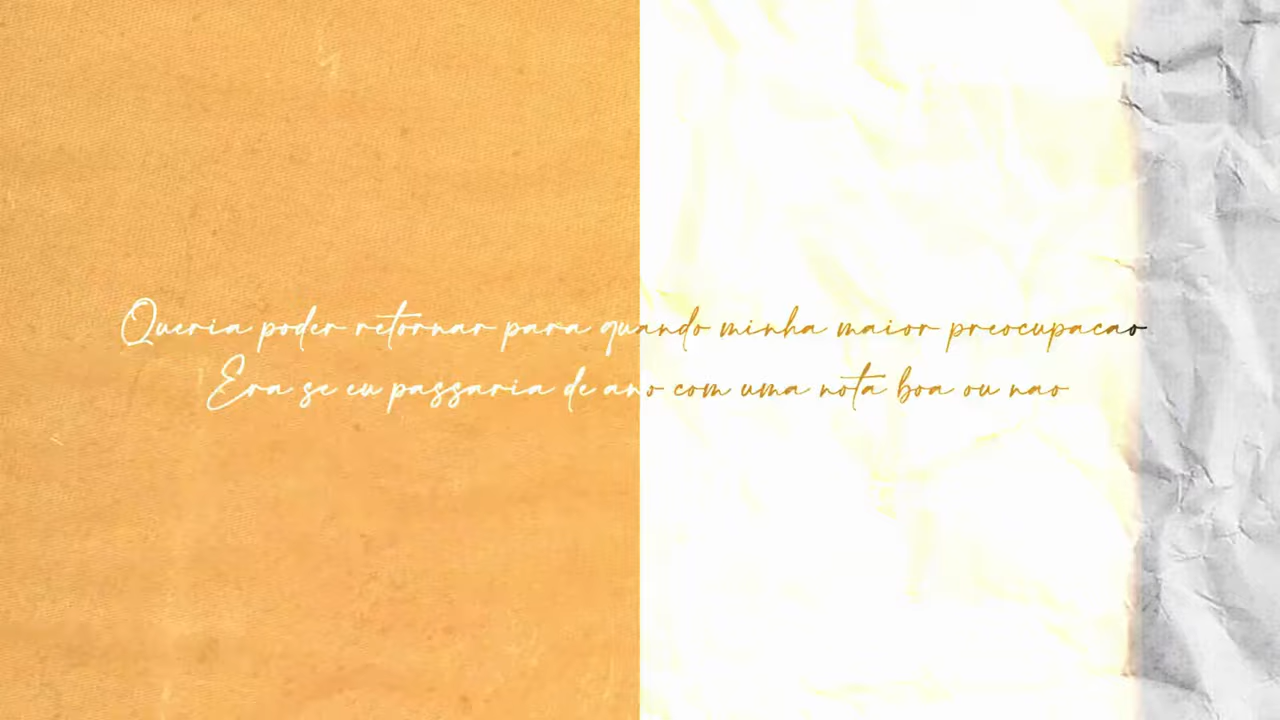 Queria poder retornar para quando minha maior preocupacao
Era se eu passaria de ano com uma nota boa ou nao